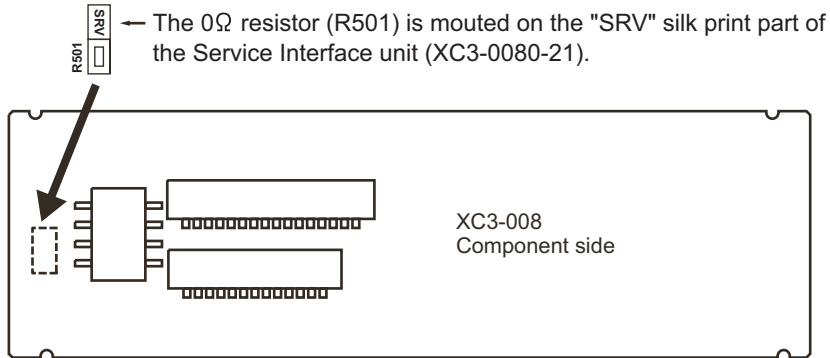 SRV
R501
← The 0Ω resistor (R501) is mouted on the "SRV" silk print part of
the Service Interface unit (XC3-0080-21).
XC3-008
Component side